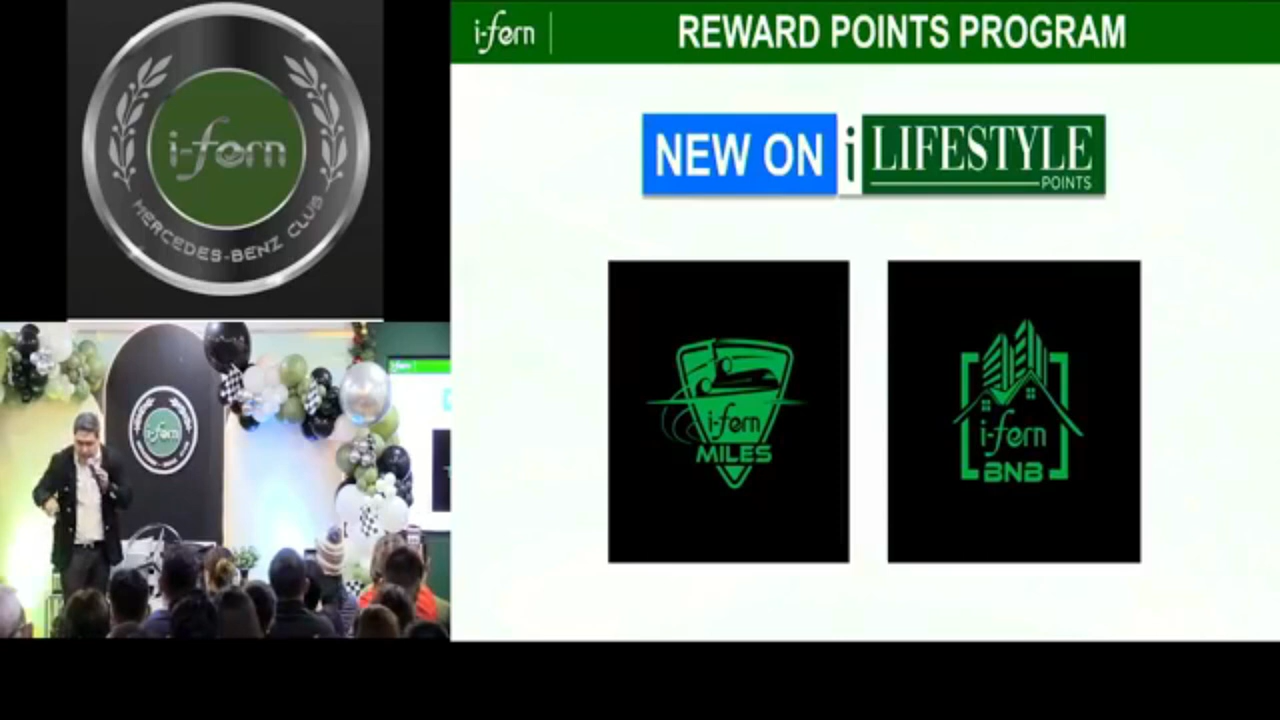 i-fern
MERCEDES-BENZ CLUB
i-fern
REWARD POINTS PROGRAM
NEW ON
i LIFESTYLE
POINTS
i-fern
MILES
i-fern
BNB
i-fern